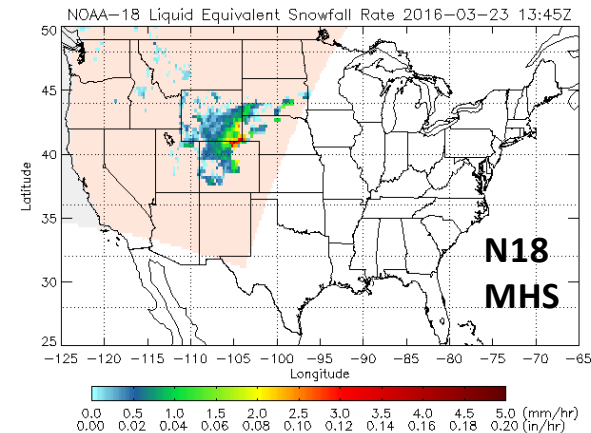 NOAA-18 Liquid Equivalent Snowfall Rate 2016-03-23 13:45Z
50
45
40
35
30
25
Latitude
N18
MHS
-125 -120 -115 -110 -105 -100 -95 -90 -85 -80 -75 -70 -65
Longitude
0.0 0.5 1.0 1.5 2.0 2.5 3.0 3.5 4.0 4.5 5.0 (mm/hr)
0.00 0.02 0.04 0.06 0.08 0.10 0.12 0.14 0.16 0.18 0.20 (in/hr)